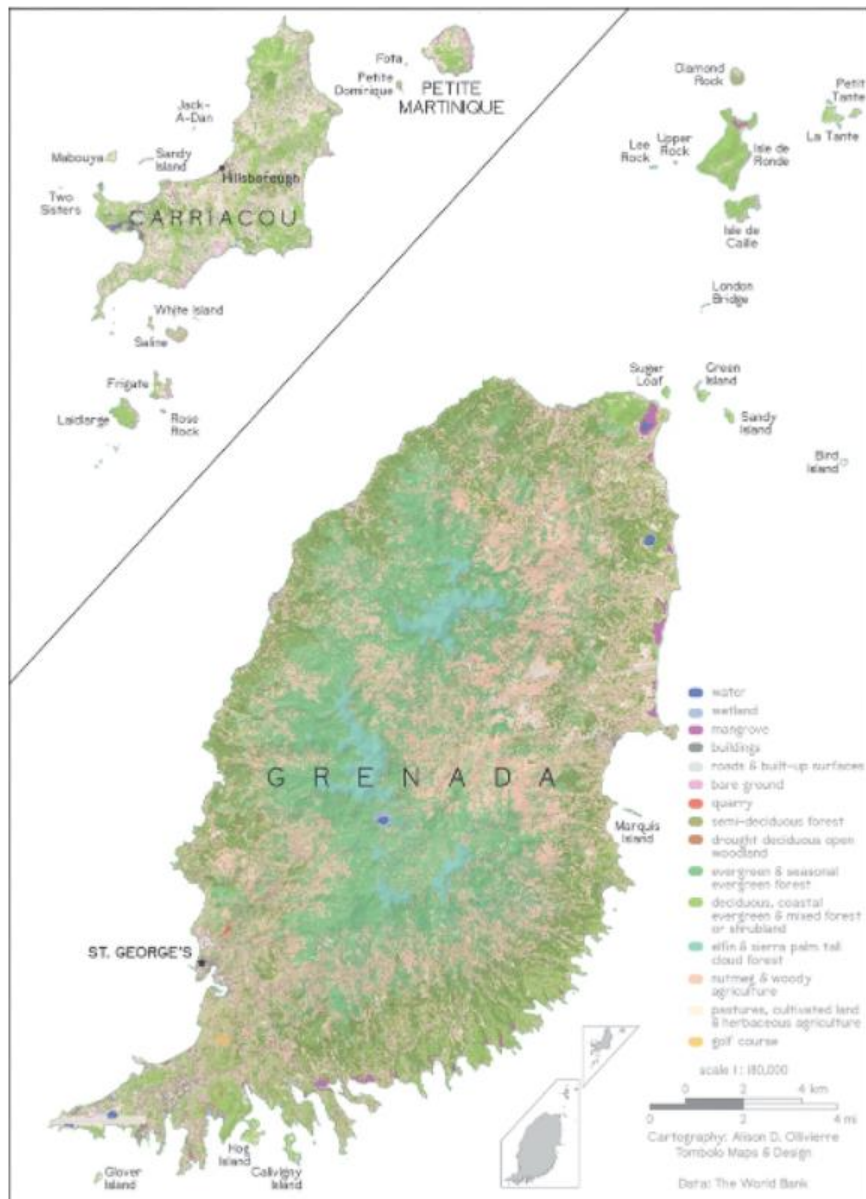 Fota
Petite
Dominique
PETITE
MARTINIQUE
Jack-
A-Dan
Mabouya
Sandy
Island
Hillsborough
Two
Sisters
CARRIACOU
White Island
Saline
Frigate
Laidlarge
Rose
Rock
Diamond
Rock
Petit
Tante
La Tante
Lee
Rock
Upper
Rock
Isle de
Ronde
Isle de
Caille
London
Bridge
Sugar
Loaf
Green
Island
Sandy
Island
Bird
Island
GRENADA
Marquis
Island
ST. GEORGE'S
Hog
Island
Calivigny
Island
Glover
Island
water
wetland
mangrove
buildings
roads & built-up surfaces
bare ground
quarry
semi-deciduous forest
drought deciduous open
woodland
evergreen & seasonal
evergreen forest
deciduous, coastal
evergreen & mixed forest
or shrubland
elfin & sierra palm tall
cloud forest
nutmeg & woody
agriculture
pastures, cultivated land
& herbaceous agriculture
golf course
scale 1 : 180,000
0 2 4 km
0 2 4 mi
Cartography: Alison D. Ollivierre
Tombolo Maps & Design
Data: The World Bank